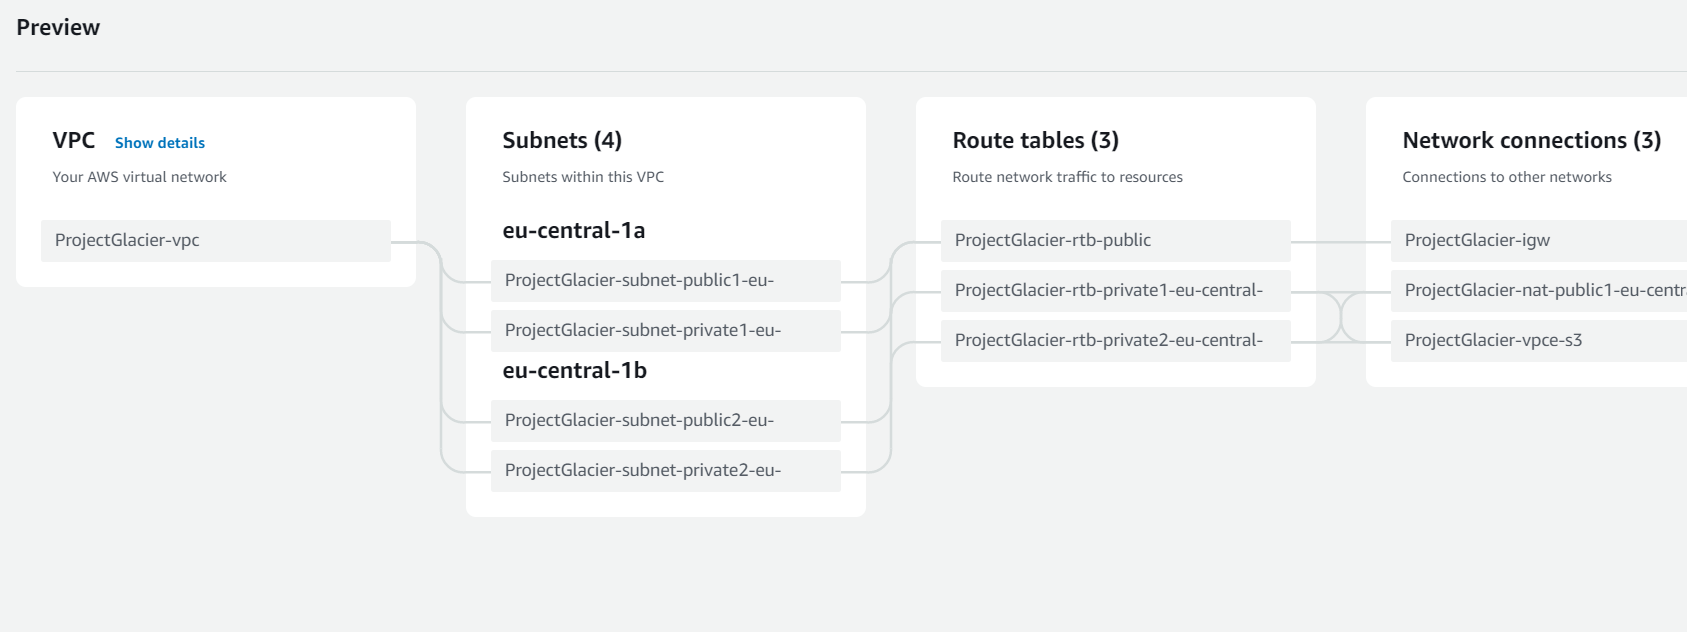 Preview
VPC Show details
Your AWS virtual network
ProjectGlacier-vpc
Subnets (4)
Subnets within this VPC
eu-central-1a
ProjectGlacier-subnet-public1-eu-
ProjectGlacier-subnet-private1-eu-
eu-central-1b
ProjectGlacier-subnet-public2-eu-
ProjectGlacier-subnet-private2-eu-
Route tables (3)
Route network traffic to resources
ProjectGlacier-rtb-public
ProjectGlacier-rtb-private1-eu-central-
ProjectGlacier-rtb-private2-eu-central-
Network connections (3)
Connections to other networks
ProjectGlacier-igw
ProjectGlacier-nat-public1-eu-centr
ProjectGlacier-vpce-s3